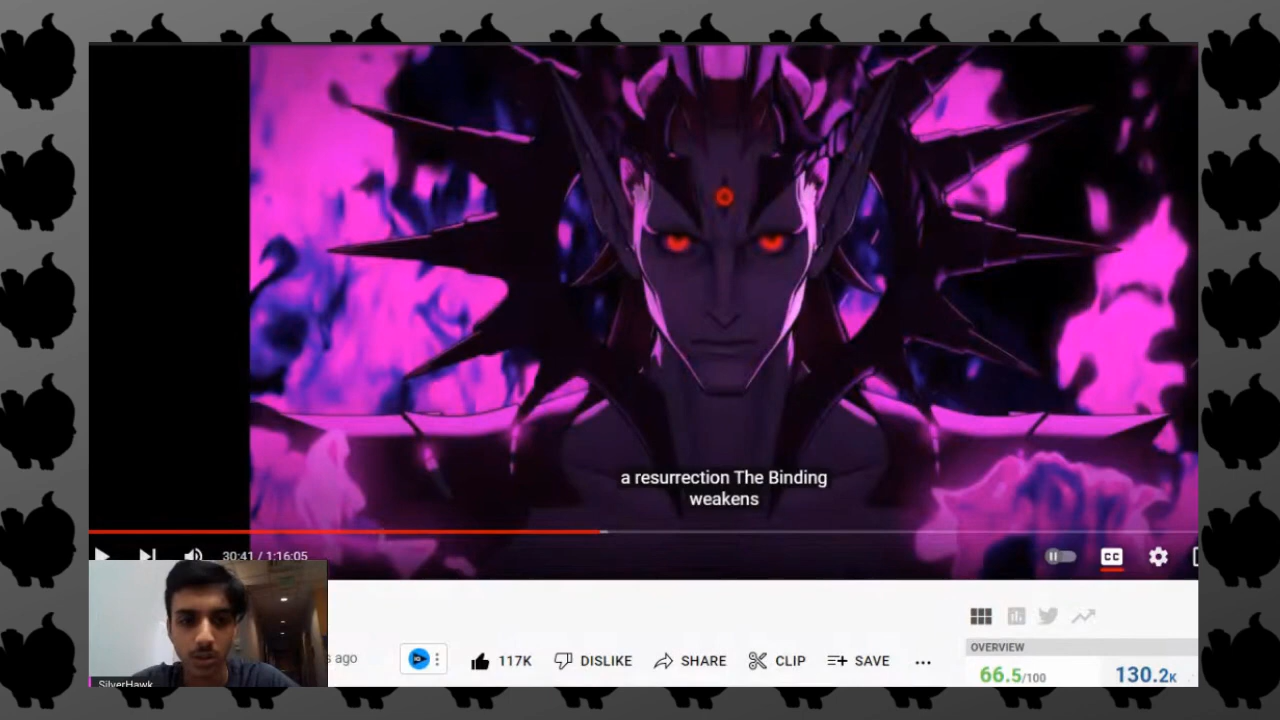 a resurrection The Binding
weakens
30:41 / 1:16:05
CC
SilverHawk
s ago
117K
DISLIKE
SHARE
CLIP
SAVE
OVERVIEW
66.5/100
130.2K